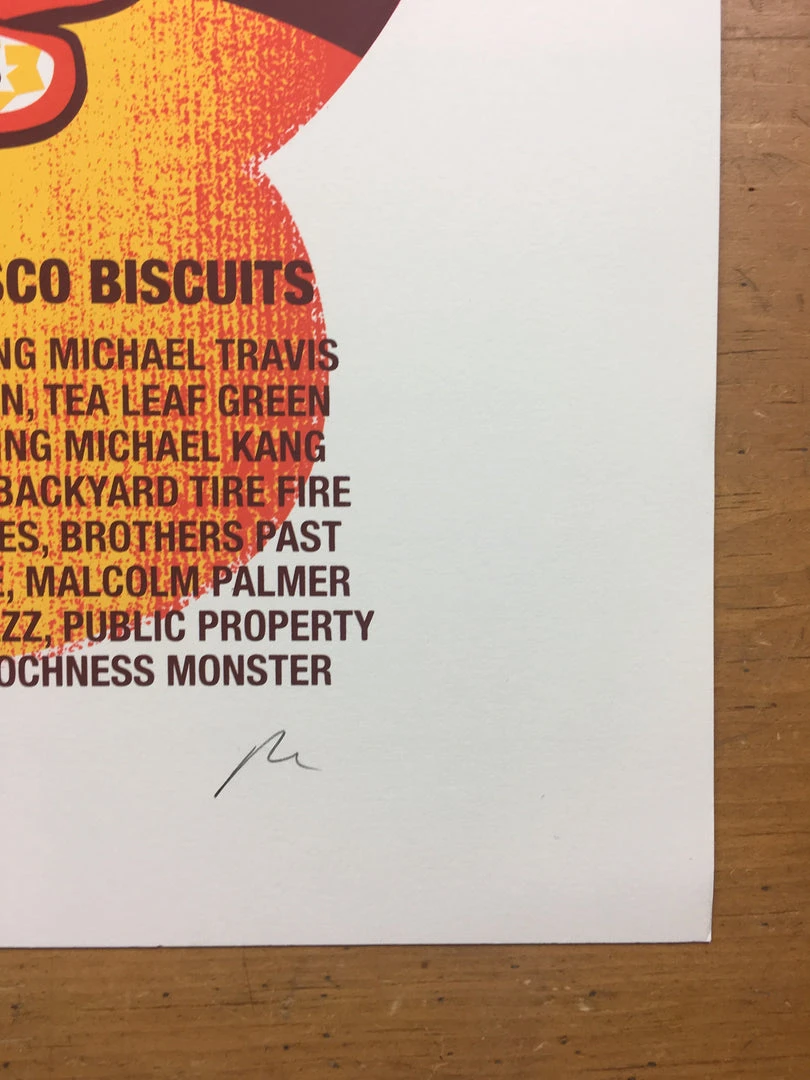 SCO BISCUITS
NG MICHAEL TRAVIS
N, TEA LEAF GREEN
ING MICHAEL KANG
BACKYARD TIRE FIRE
ES, BROTHERS PAST
E, MALCOLM PALMER
ZZ, PUBLIC PROPERTY
OCHNESS MONSTER